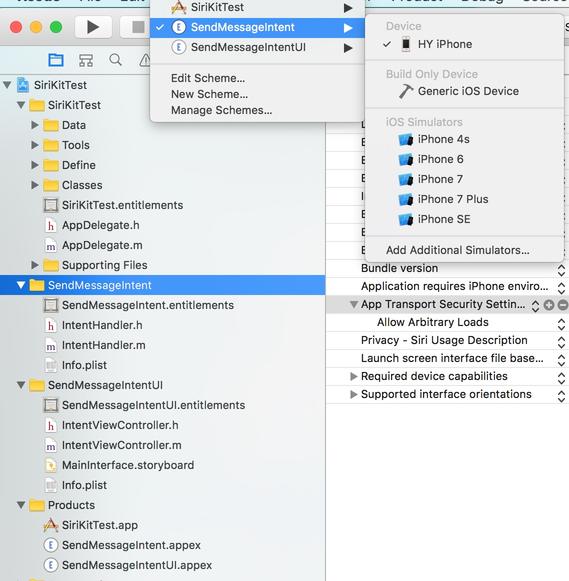 SiriKitTest
SendMessageIntent
SendMessageIntentUI
Edit Scheme...
New Scheme...
Manage Schemes...
Device
HY iPhone
Build Only Device
Generic iOS Device
iOS Simulators
iPhone 4s
iPhone 6
iPhone 7
iPhone 7 Plus
iPhone SE
Add Additional Simulators...
SiriKitTest
SiriKitTest
Data
Tools
Define
Classes
SiriKitTest.entitlements
AppDelegate.h
AppDelegate.m
Supporting Files
SendMessageIntent
SendMessageIntent.entitlements
IntentHandler.h
IntentHandler.m
Info.plist
SendMessageIntentUI
SendMessageIntentUI.entitlements
IntentViewController.h
IntentViewController.m
MainInterface.storyboard
Info.plist
Products
SiriKitTest.app
SendMessageIntent.appex
SendMessageIntentUI.appex
Bundle version
Application requires iPhone enviro...
App Transport Security Settin...
Allow Arbitrary Loads
Privacy - Siri Usage Description
Launch screen interface file base...
Required device capabilities
Supported interface orientations